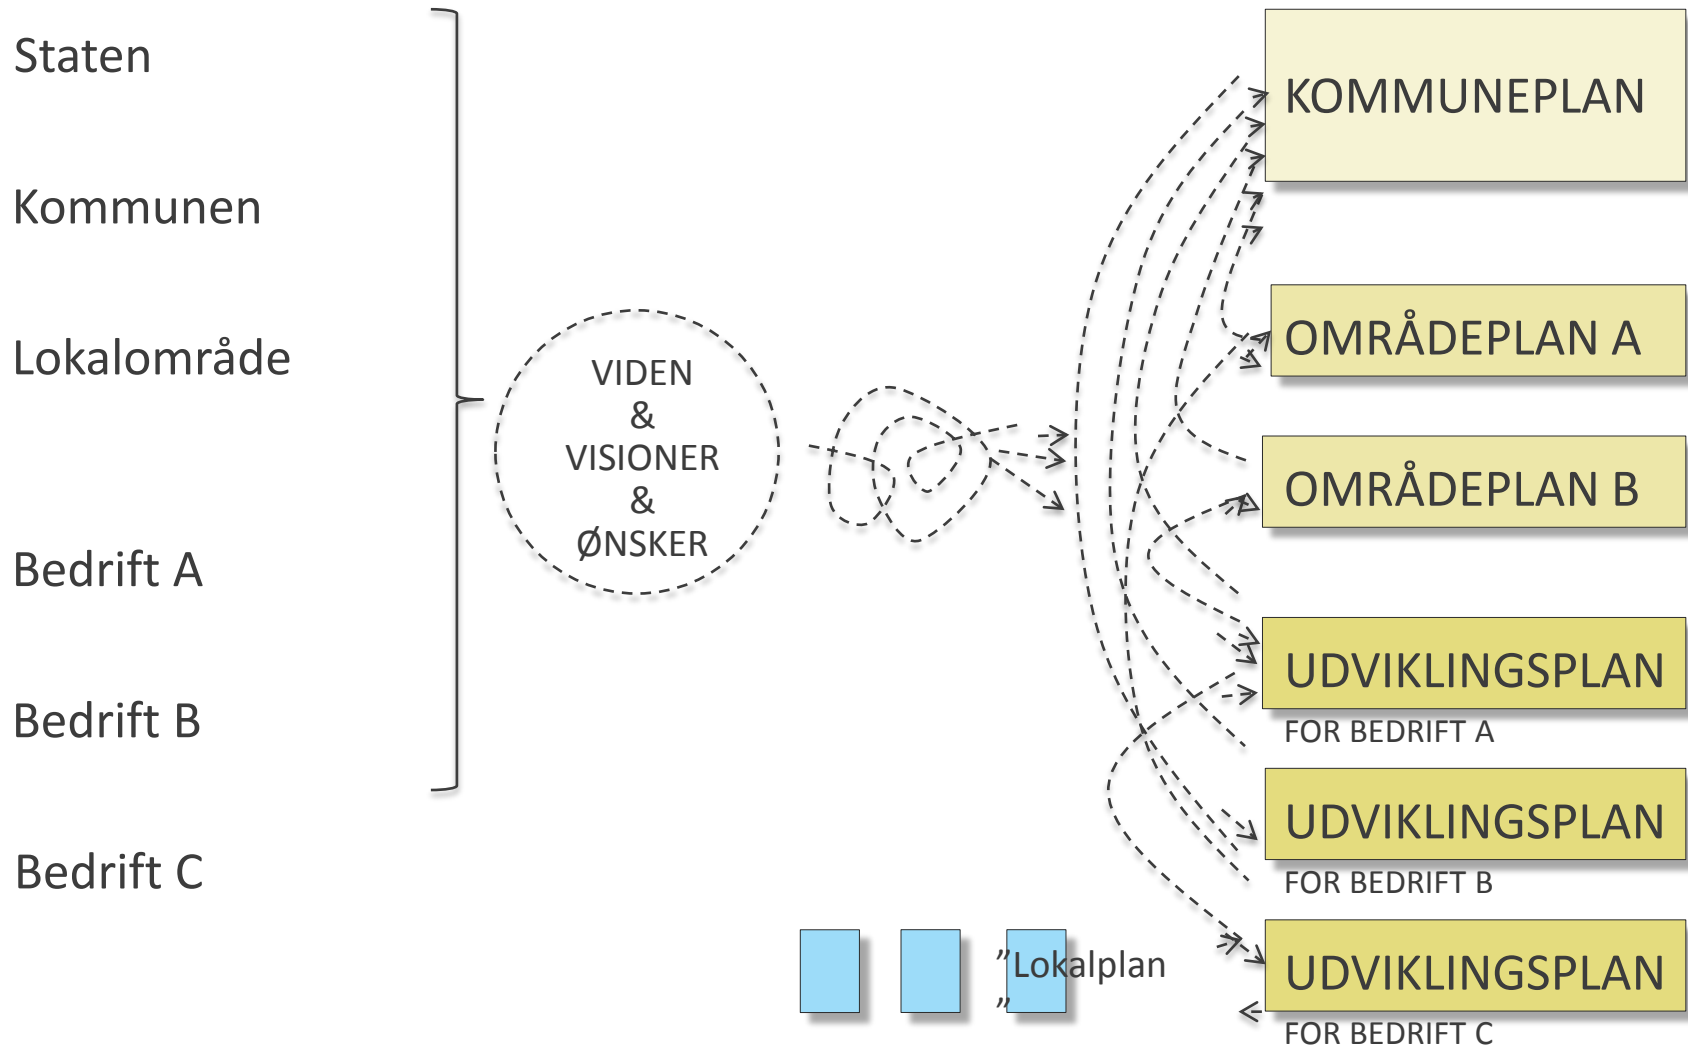 Staten
Kommunen
Lokalområde
Bedrift A
Bedrift B
Bedrift C
VIDEN
&
VISIONER
&
ØNSKER
”Lokalplan
”
KOMMUNEPLAN
OMRÅDEPLAN A
OMRÅDEPLAN B
UDVIKLINGSPLAN
FOR BEDRIFT A
UDVIKLINGSPLAN
FOR BEDRIFT B
UDVIKLINGSPLAN
FOR BEDRIFT C